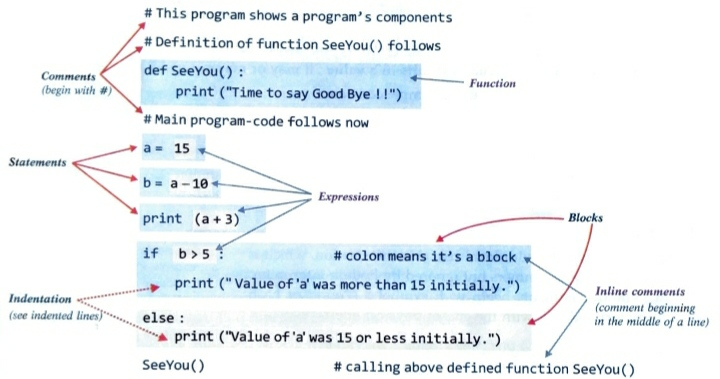 # This program shows a program's components
# Definition of function SeeYou() follows
Comments
(begin with #)
def SeeYou() :
print ("Time to say Good Bye !!")
Function
# Main program-code follows now
Statements
a = 15
b = a – 10
Expressions
print (a + 3)
Blocks
if b > 5 : # colon means it's a block
print (" Value of 'a' was more than 15 initially.")
Inline comments
(comment beginning
in the middle of a line)
Indentation
(see indented lines)
else :
print ("Value of 'a' was 15 or less initially.")
SeeYou() # calling above defined function SeeYou()